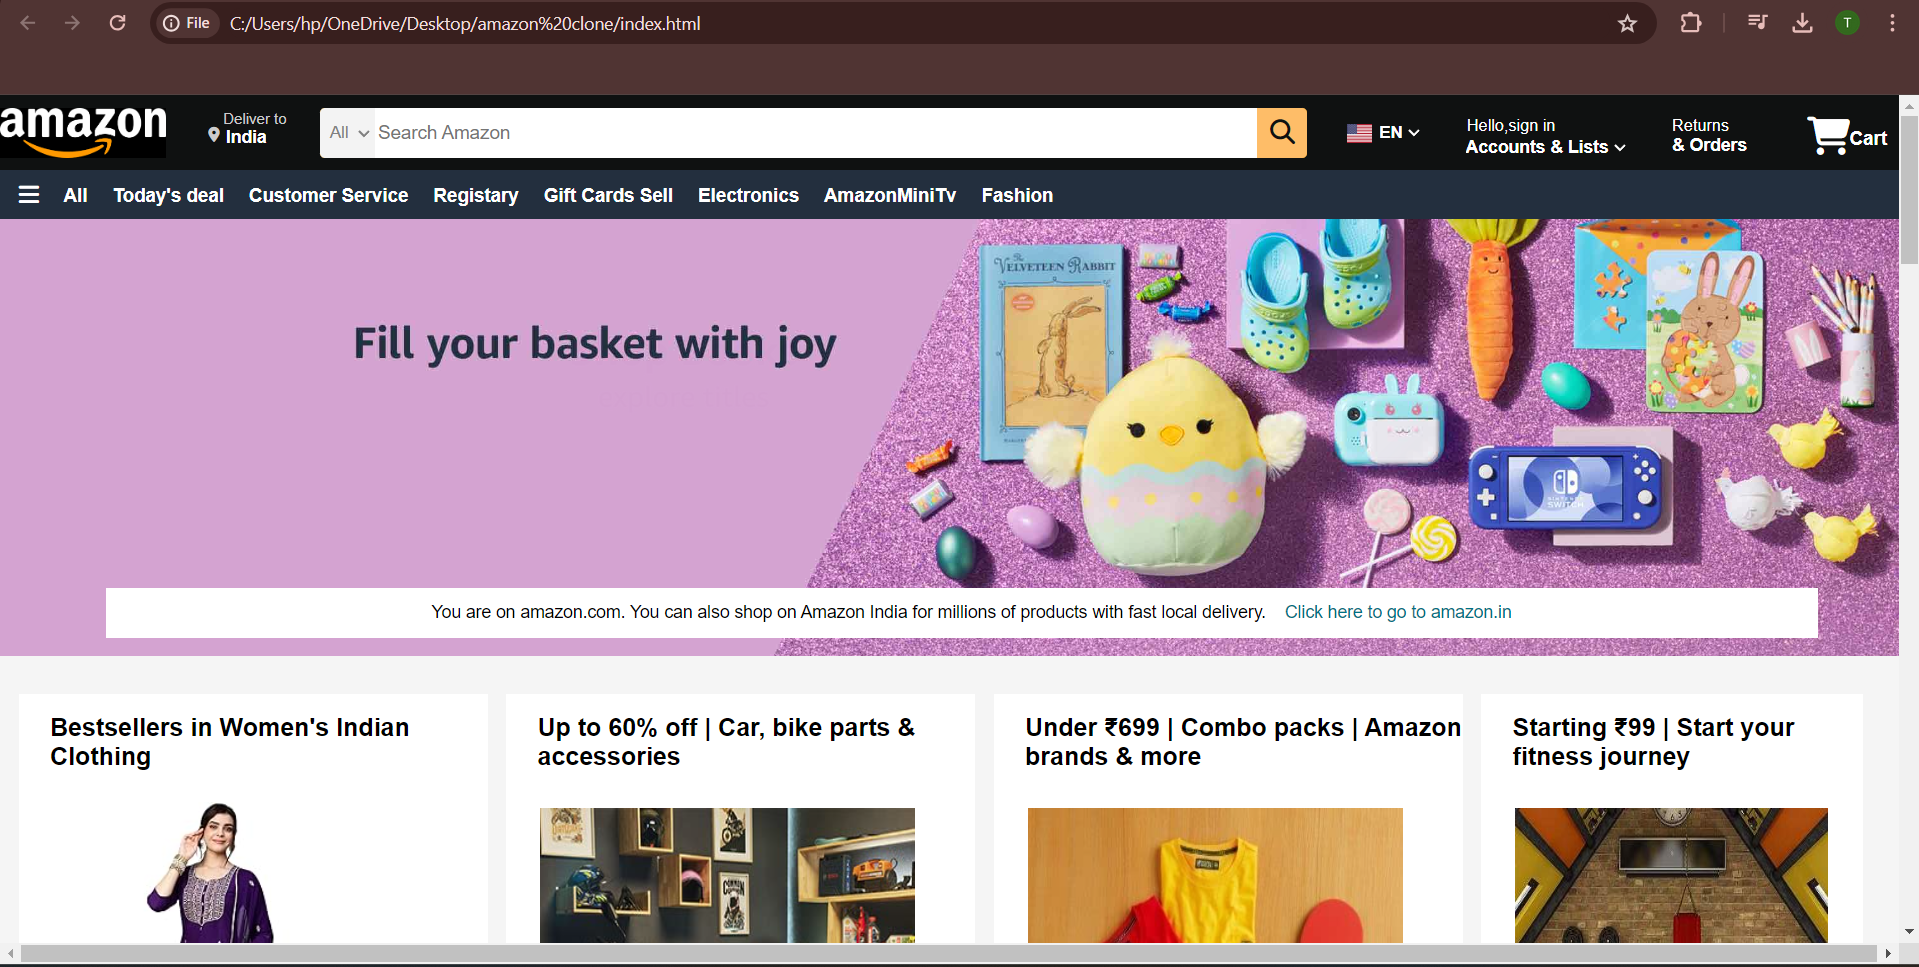 File C:/Users/hp/OneDrive/Desktop/amazon%20clone/index.html
T
amazon
Deliver to
India
All
Search Amazon
EN
Hello,sign in
Accounts & Lists
Returns
& Orders
Cart
All Today's deal Customer Service Registary Gift Cards Sell Electronics AmazonMiniTv Fashion
Fill your basket with joy
The
VELVETEEN RABBIT
NINTENDO
SWITCH
You are on amazon.com. You can also shop on Amazon India for millions of products with fast local delivery. Click here to go to amazon.in
Bestsellers in Women's Indian
Clothing
Up to 60% off | Car, bike parts &
accessories
Under ₹699 | Combo packs | Amazon
brands & more
Starting ₹99 | Start your
fitness journey